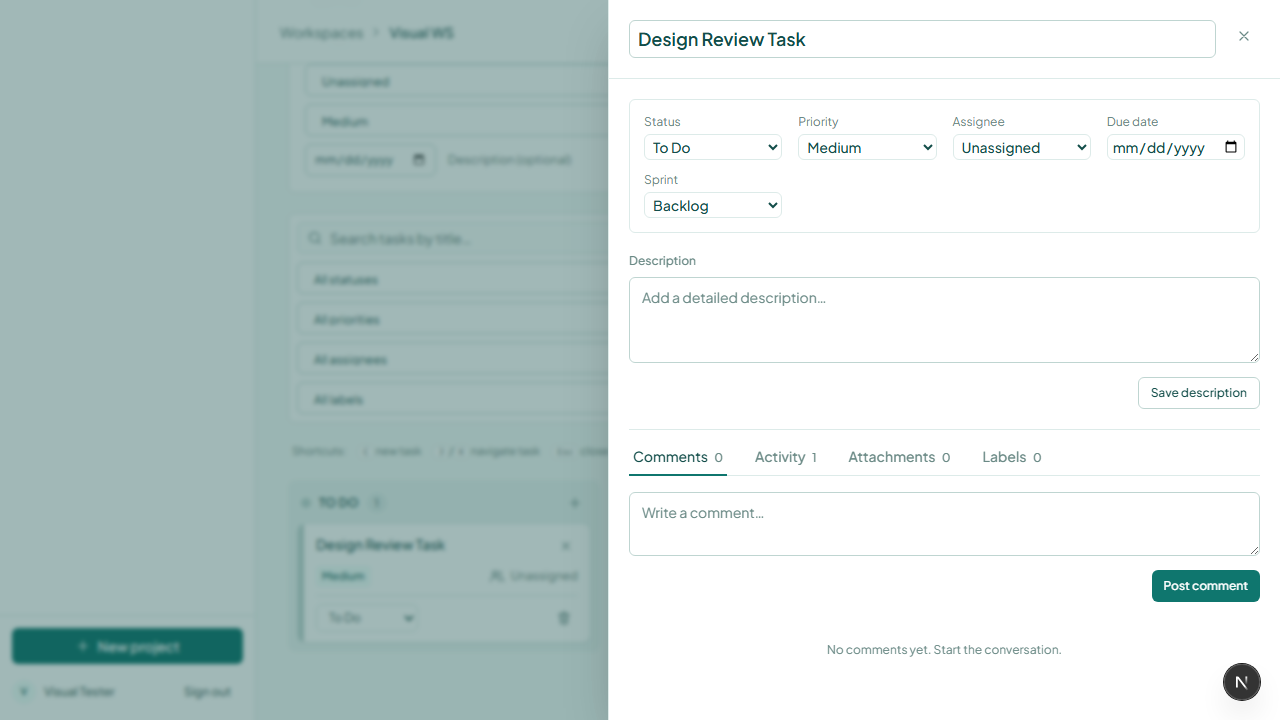 Workspaces > Visual WS
Unassigned
Medium
mm/dd/yyyy Description (optional)
Search tasks by title...
All statuses
All priorities
All assignees
All labels
Shortcuts: new task / navigate task
TO DO 1 +
Design Review Task
Medium Unassigned
To Do
+ New project
V Visual Tester Sign out
Design Review Task
Status Priority Assignee Due date
To Do Medium Unassigned mm/dd/yyyy
Sprint
Backlog
Description
Add a detailed description…
Save description
Comments 0 Activity 1 Attachments 0 Labels 0
Write a comment…
Post comment
No comments yet. Start the conversation.
N